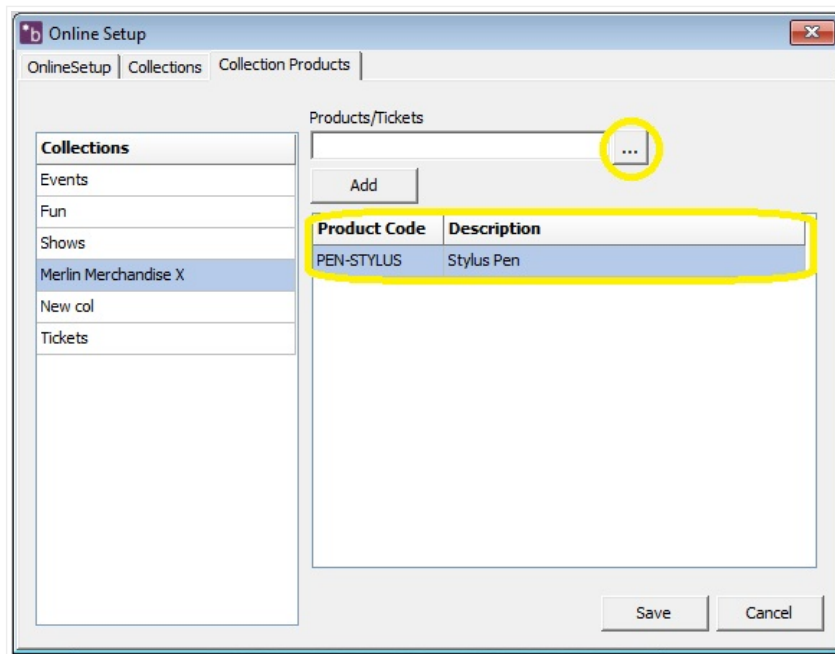 b Online Setup
OnlineSetup Collections Collection Products
Products/Tickets
...
Add
Collections
Events
Fun
Shows
Merlin Merchandise X
New col
Tickets
Product Code Description
PEN-STYLUS Stylus Pen
Save Cancel